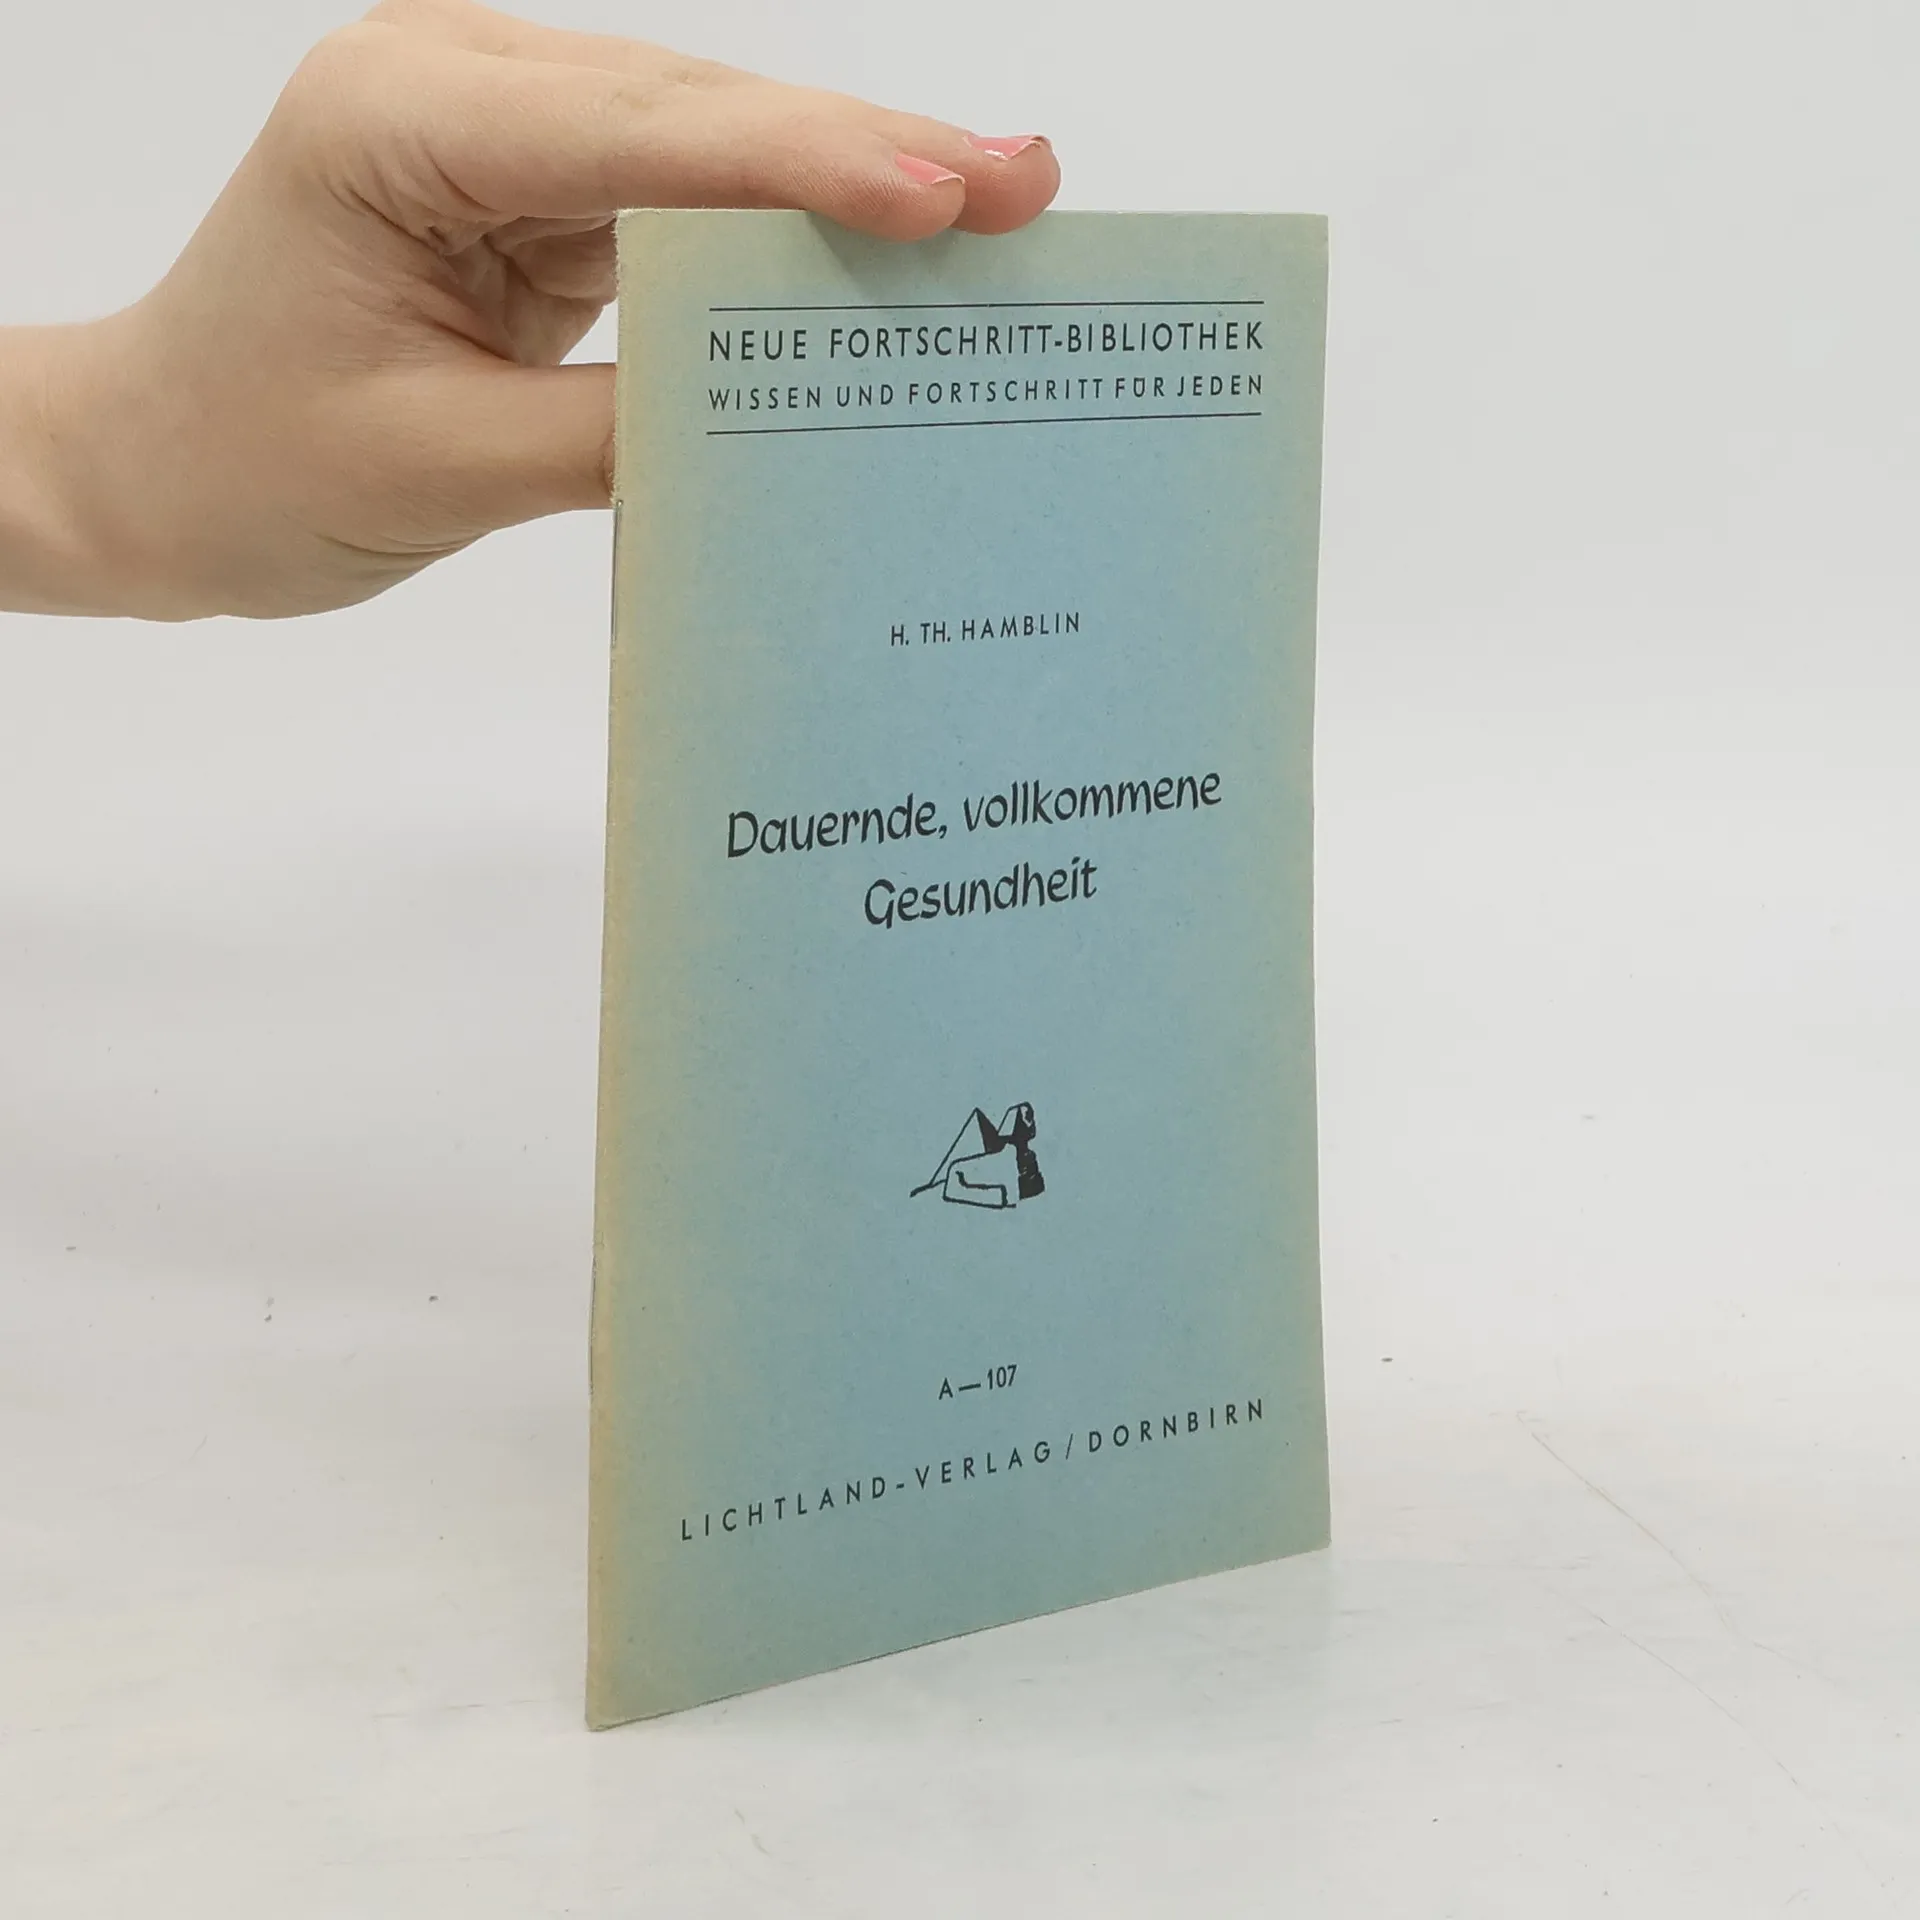 NEUE FORTSCHRITT-BIBLIOTHEK
WISSEN UND FORTSCHRITT FÜR JEDEN
H. TH. HAMBLIN
Dauernde, vollkommene
Gesundheit
A — 107
LICHTLAND-VERLAG / DORNBIRN